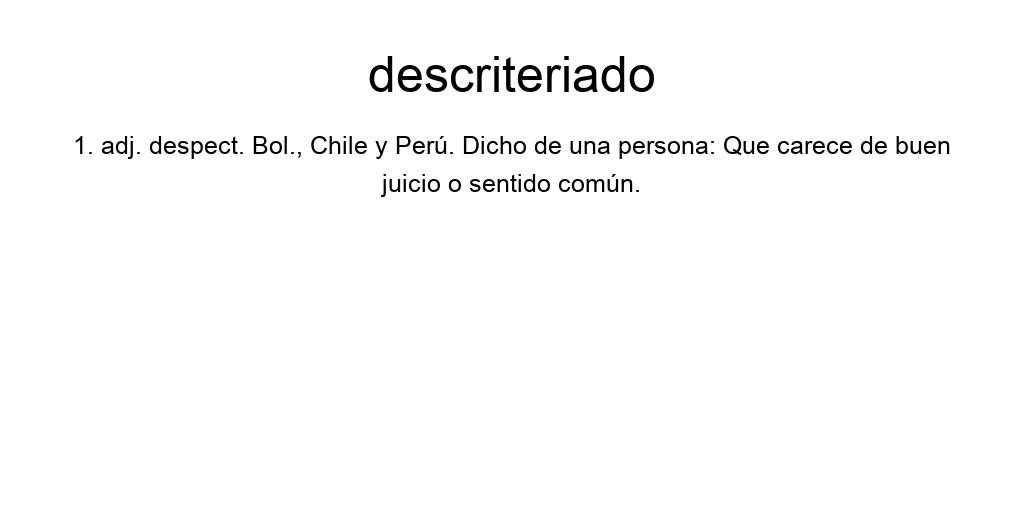 descriteriado
1. adj. despect. Bol., Chile y Perú. Dicho de una persona: Que carece de buen
juicio o sentido común.